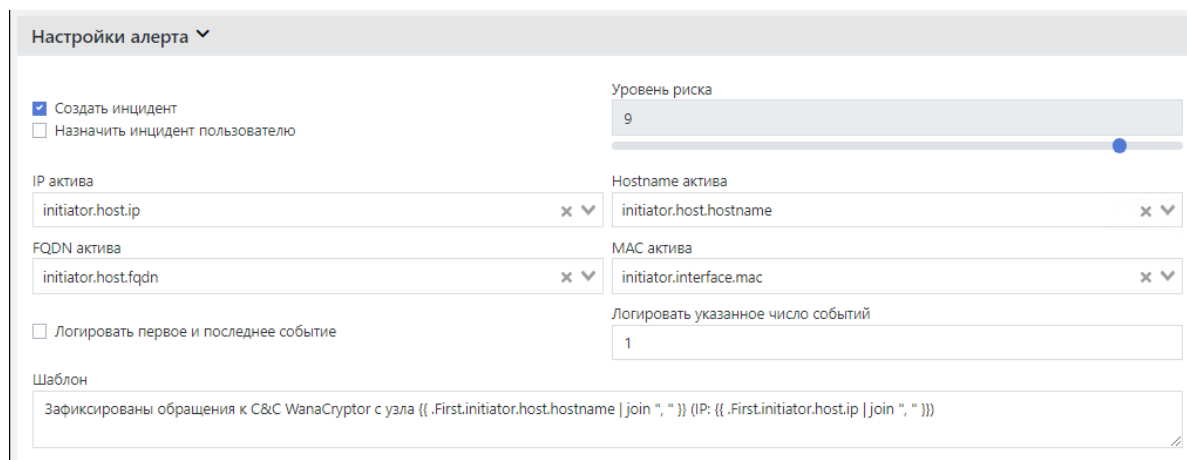 Настройки алерта
Создать инцидент
Назначить инцидент пользователю
Уровень риска
9
IP актива
initiator.host.ip
Hostname актива
initiator.host.hostname
FQDN актива
initiator.host.fqdn
MAC актива
initiator.interface.mac
Логировать первое и последнее событие
Логировать указанное число событий
1
Шаблон
Зафиксированы обращения к C&C WanaCryptor с узла {{ .First.initiator.host.hostname | join ", " }} (IP: {{ .First.initiator.host.ip | join ", " }})